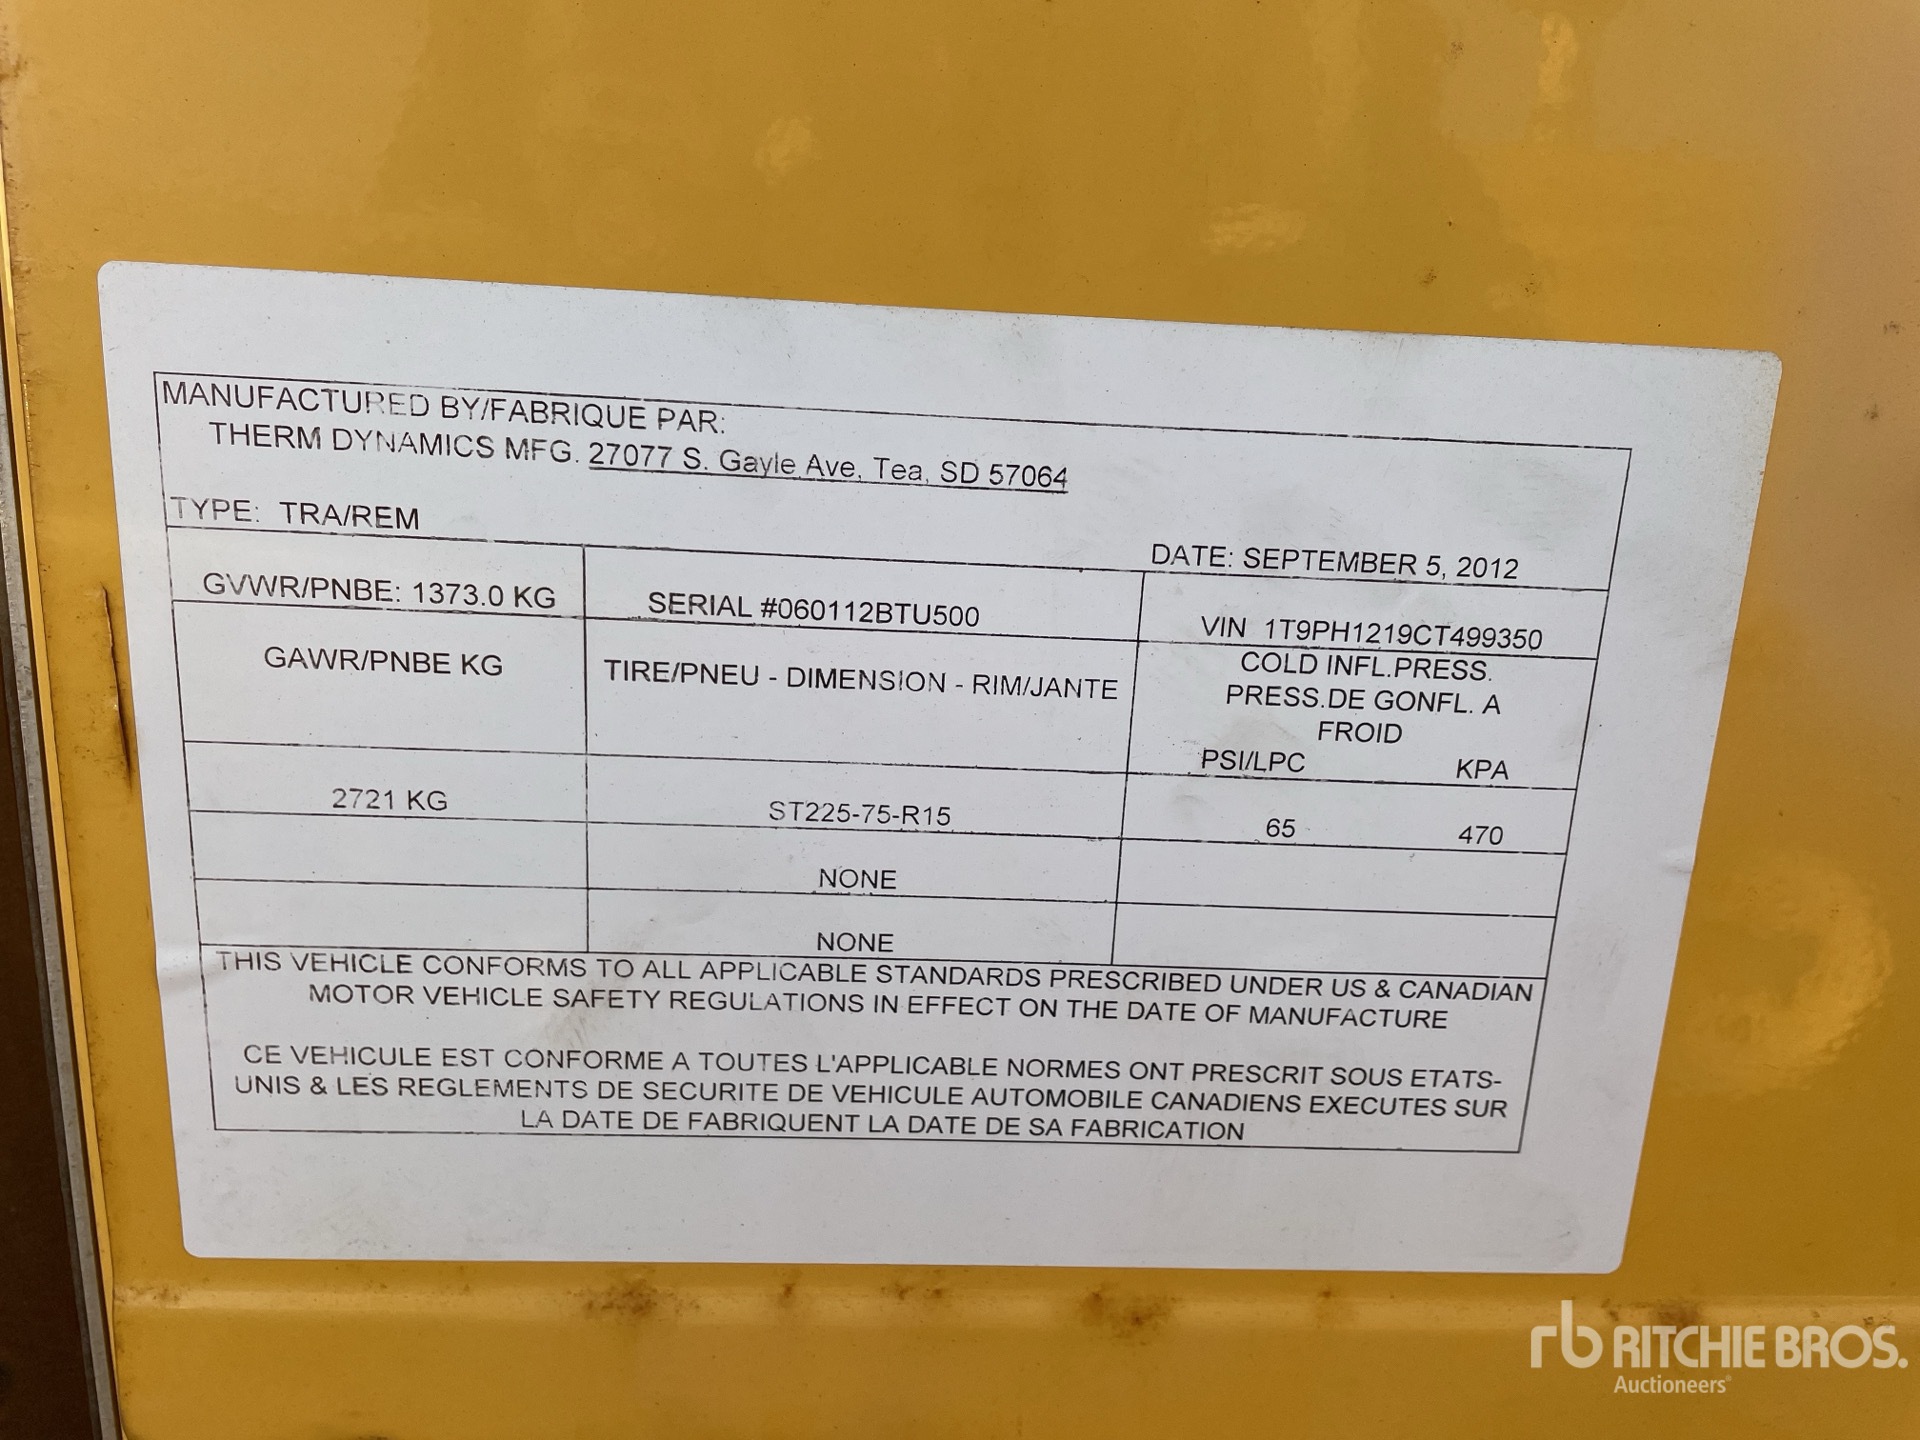 MANUFACTURED BY/FABRIQUE PAR:
THERM DYNAMICS MFG. 27077 S. Gayle Ave, Tea, SD 57064
TYPE: TRA/REM
DATE: SEPTEMBER 5, 2012
GVWR/PNBE: 1373.0 KG
SERIAL #060112BTU500
VIN 1T9PH1219CT499350
GAWR/PNBE KG
TIRE/PNEU - DIMENSION - RIM/JANTE
COLD INFL.PRESS.
PRESS.DE GONFL. A
FROID
PSI/LPC KPA
2721 KG
ST225-75-R15
65 470
NONE
NONE
THIS VEHICLE CONFORMS TO ALL APPLICABLE STANDARDS PRESCRIBED UNDER US & CANADIAN
MOTOR VEHICLE SAFETY REGULATIONS IN EFFECT ON THE DATE OF MANUFACTURE
CE VEHICULE EST CONFORME A TOUTES L'APPLICABLE NORMES ONT PRESCRIT SOUS ETATS-
UNIS & LES REGLEMENTS DE SECURITE DE VEHICULE AUTOMOBILE CANADIENS EXECUTES SUR
LA DATE DE FABRIQUENT LA DATE DE SA FABRICATION
rb RITCHIE BROS.
Auctioneers®